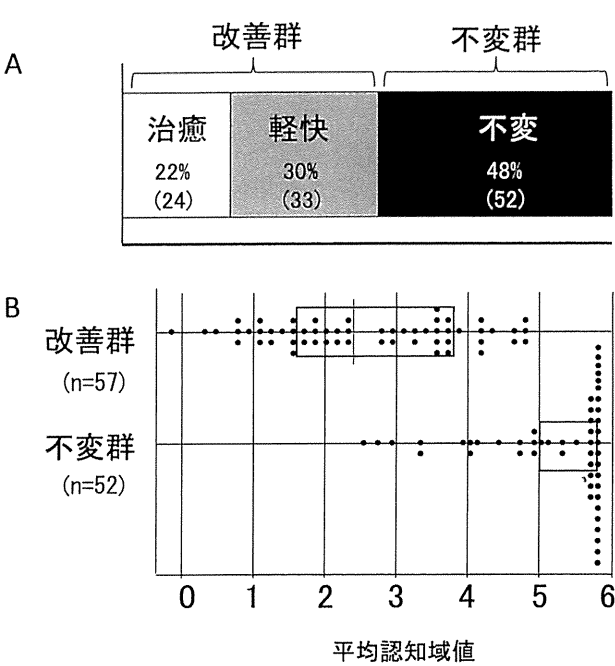 A
改善群 不変群
治癒 軽快 不変
22% 30% 48%
(24) (33) (52)
B
改善群
(n=57)
不変群
(n=52)
0 1 2 3 4 5 6
平均認知域値